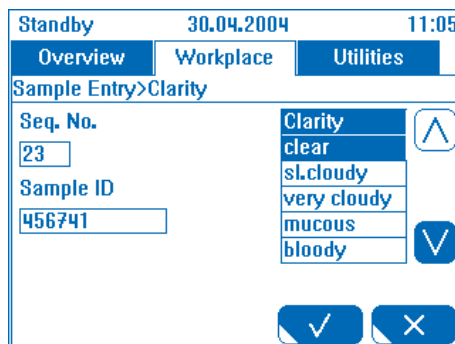 Standby 30.04.2004 11:05
Overview Workplace Utilities
Sample Entry>Clarity
Seq. No.
23
Sample ID
456741
Clarity
clear
sl.cloudy
very cloudy
mucous
bloody